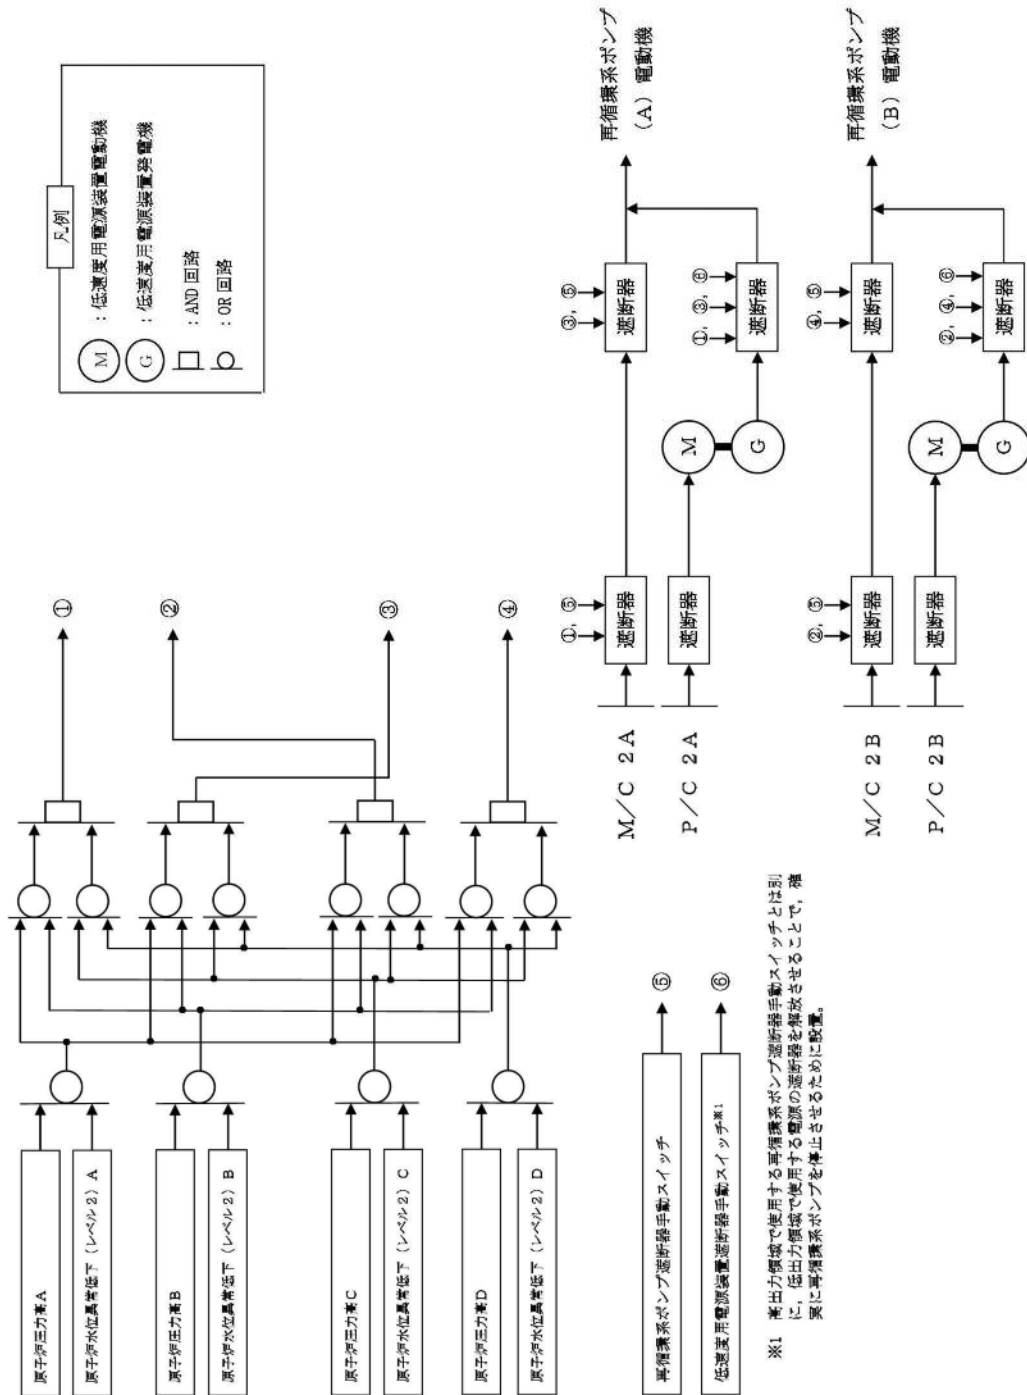 原子炉圧力高A
原子炉水位異常低下（レベル2）A
原子炉圧力高B
原子炉水位異常低下（レベル2）B
原子炉圧力高C
原子炉水位異常低下（レベル2）C
原子炉圧力高D
原子炉水位異常低下（レベル2）D
①
②
③
④
凡例
M
：低速度用電源装置電動機
G
：低速度用電源装置発電機
：AND回路
：OR回路
再循環系ポンプ遮断器手動スイッチ
⑤
低速度用電源装置遮断器手動スイッチ※1
⑥
※1 高出力領域で使用する再循環系ポンプ遮断器手動スイッチとは別
に，低出力領域で使用する電源の遮断器を解放させることで，確
実に再循環系ポンプを停止させるために設置。
M／C 2A
①，⑤
遮断器
③，⑤
遮断器
再循環系ポンプ
（A）電動機
P／C 2A
遮断器
M
G
①，③，⑥
遮断器
M／C 2B
②，⑤
遮断器
④，⑤
遮断器
再循環系ポンプ
（B）電動機
P／C 2B
遮断器
M
G
②，④，⑥
遮断器